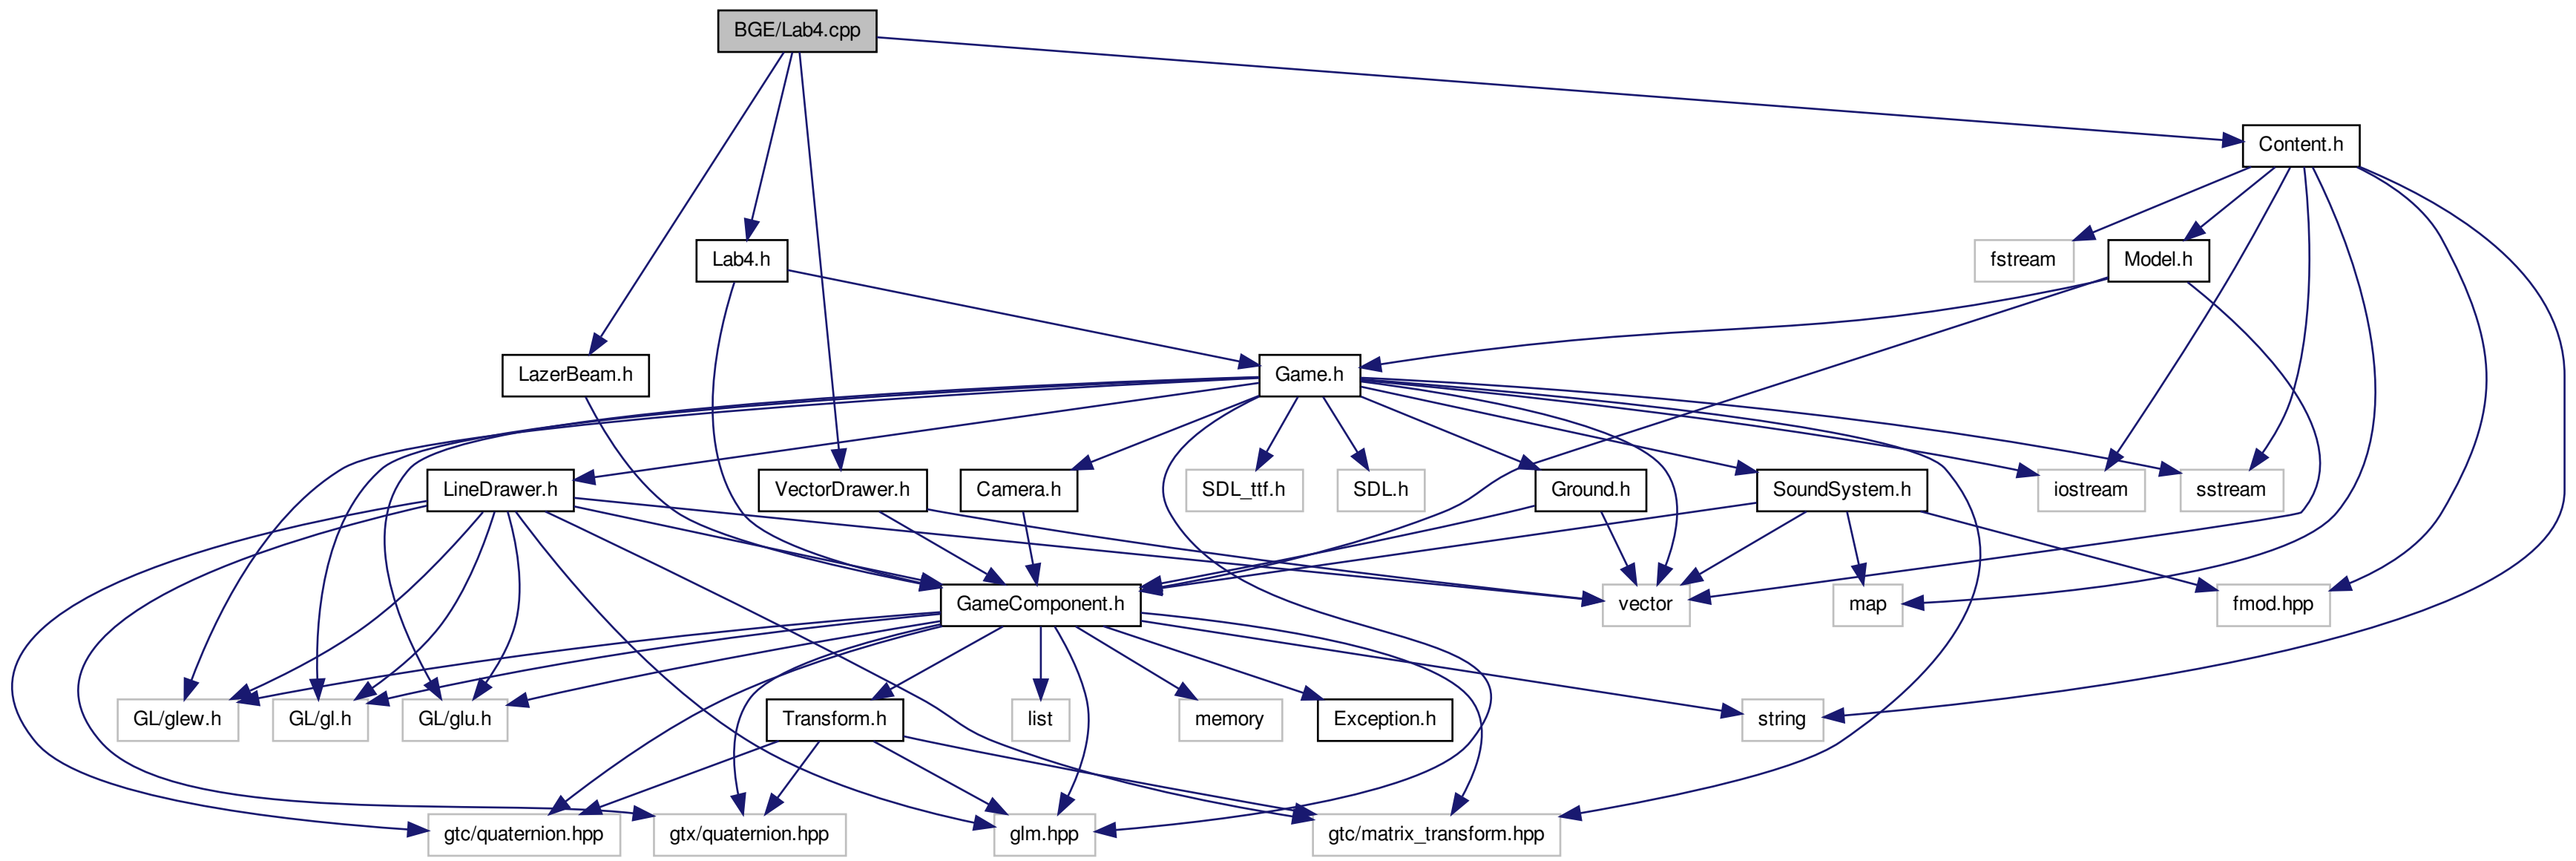 BGE/Lab4.cpp
Content.h
Lab4.h
fstream
Model.h
LazerBeam.h
Game.h
LineDrawer.h
VectorDrawer.h
Camera.h
SDL_ttf.h
SDL.h
Ground.h
SoundSystem.h
iostream
sstream
GameComponent.h
vector
map
fmod.hpp
GL/glew.h
GL/gl.h
GL/glu.h
Transform.h
list
memory
Exception.h
string
gtc/quaternion.hpp
gtx/quaternion.hpp
glm.hpp
gtc/matrix_transform.hpp